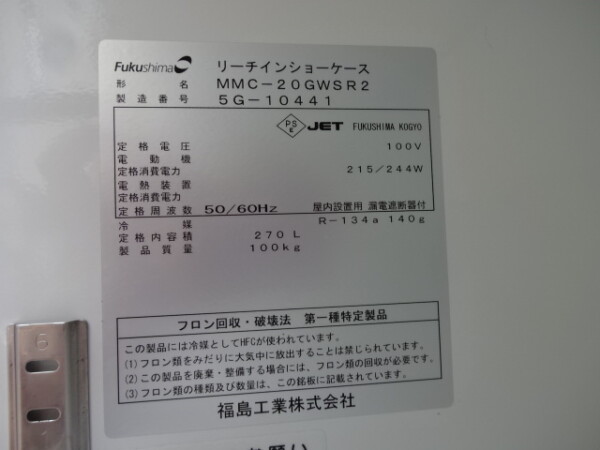 Fukushima リーチインショーケース
形名 MMC-20GWSR2
製造番号 5G-10441
PS E JET FUKUSHIMA KOGYO
定格電圧 100V
電動機
定格消費電力 215/244W
電熱装置
定格消費電力
定格周波数 50/60Hz 屋内設置用 漏電遮断器付
冷媒 R-134a 140g
定格内容積 270 L
製品質量 100kg
フロン回収・破壊法 第一種特定製品
この製品には冷媒としてHFCが使われています。
(1)フロン類をみだりに大気中に放出することは禁じられています。
(2)この製品を廃棄・整備する場合には、フロン類の回収が必要です。
(3)フロン類の種類及び数量は、この銘板に記載されています。
福島工業株式会社